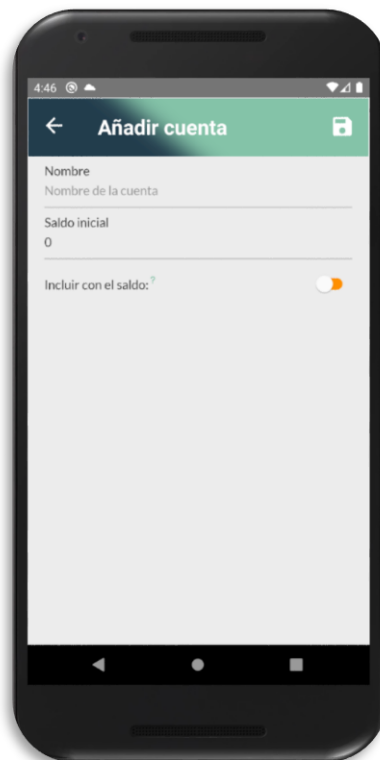 4:46
Añadir cuenta
Nombre
Nombre de la cuenta
Saldo inicial
0
Incluir con el saldo: ?